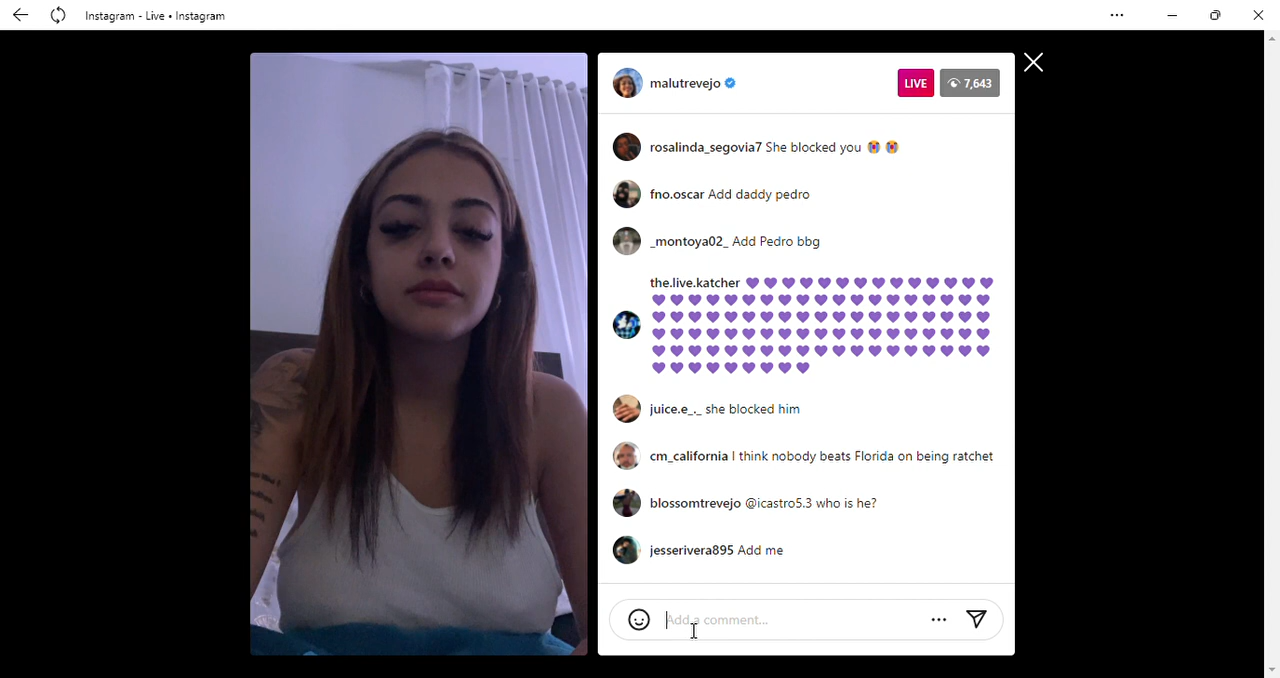 Instagram - Live • Instagram
malutrevejo
LIVE
7,643
rosalinda_segovia7 She blocked you 😭 😭
fno.oscar Add daddy pedro
_montoya02_ Add Pedro bbg
the.live.katcher 💜💜💜💜💜💜💜💜💜💜💜💜💜💜
💜💜💜💜💜💜💜💜💜💜💜💜💜💜💜💜💜💜💜
💜💜💜💜💜💜💜💜💜💜💜💜💜💜💜💜💜💜💜
💜💜💜💜💜💜💜💜💜💜💜💜💜💜💜💜💜💜💜
💜💜💜💜💜💜💜💜💜💜💜💜💜💜💜💜💜💜💜
💜💜💜💜💜💜💜💜💜
juice.e_._ she blocked him
cm_california I think nobody beats Florida on being ratchet
blossomtrevejo @icastro5.3 who is he?
jesserivera895 Add me
Add a comment...